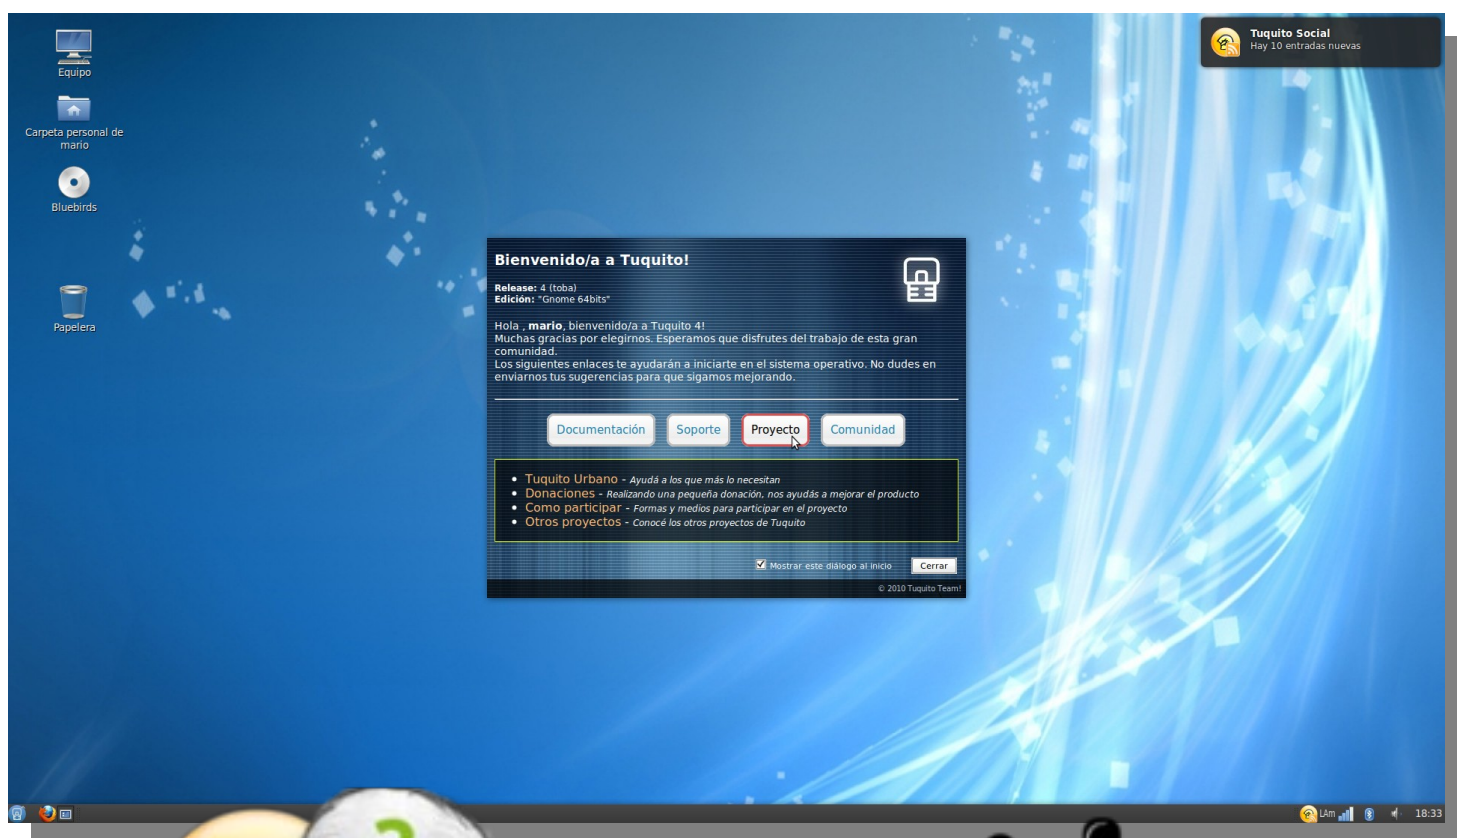 Equipo
Carpeta personal de
mario
Bluebirds
Papelera
Tuquito Social
Hay 10 entradas nuevas
Bienvenido/a a Tuquito!
Release: 4 (toba)
Edición: "Gnome 64bits"
Hola , mario, bienvenido/a a Tuquito 4!
Muchas gracias por elegirnos. Esperamos que disfrutes del trabajo de esta gran
comunidad.
Los siguientes enlaces te ayudarán a iniciarte en el sistema operativo. No dudes en
enviarnos tus sugerencias para que sigamos mejorando.
Documentación Soporte Proyecto Comunidad
• Tuquito Urbano - Ayudá a los que más lo necesitan
• Donaciones - Realizando una pequeña donación, nos ayudás a mejorar el producto
• Como participar - Formas y medios para participar en el proyecto
• Otros proyectos - Conocé los otros proyectos de Tuquito
Mostrar este diálogo al inicio Cerrar
© 2010 Tuquito Team!
LAm 18:33